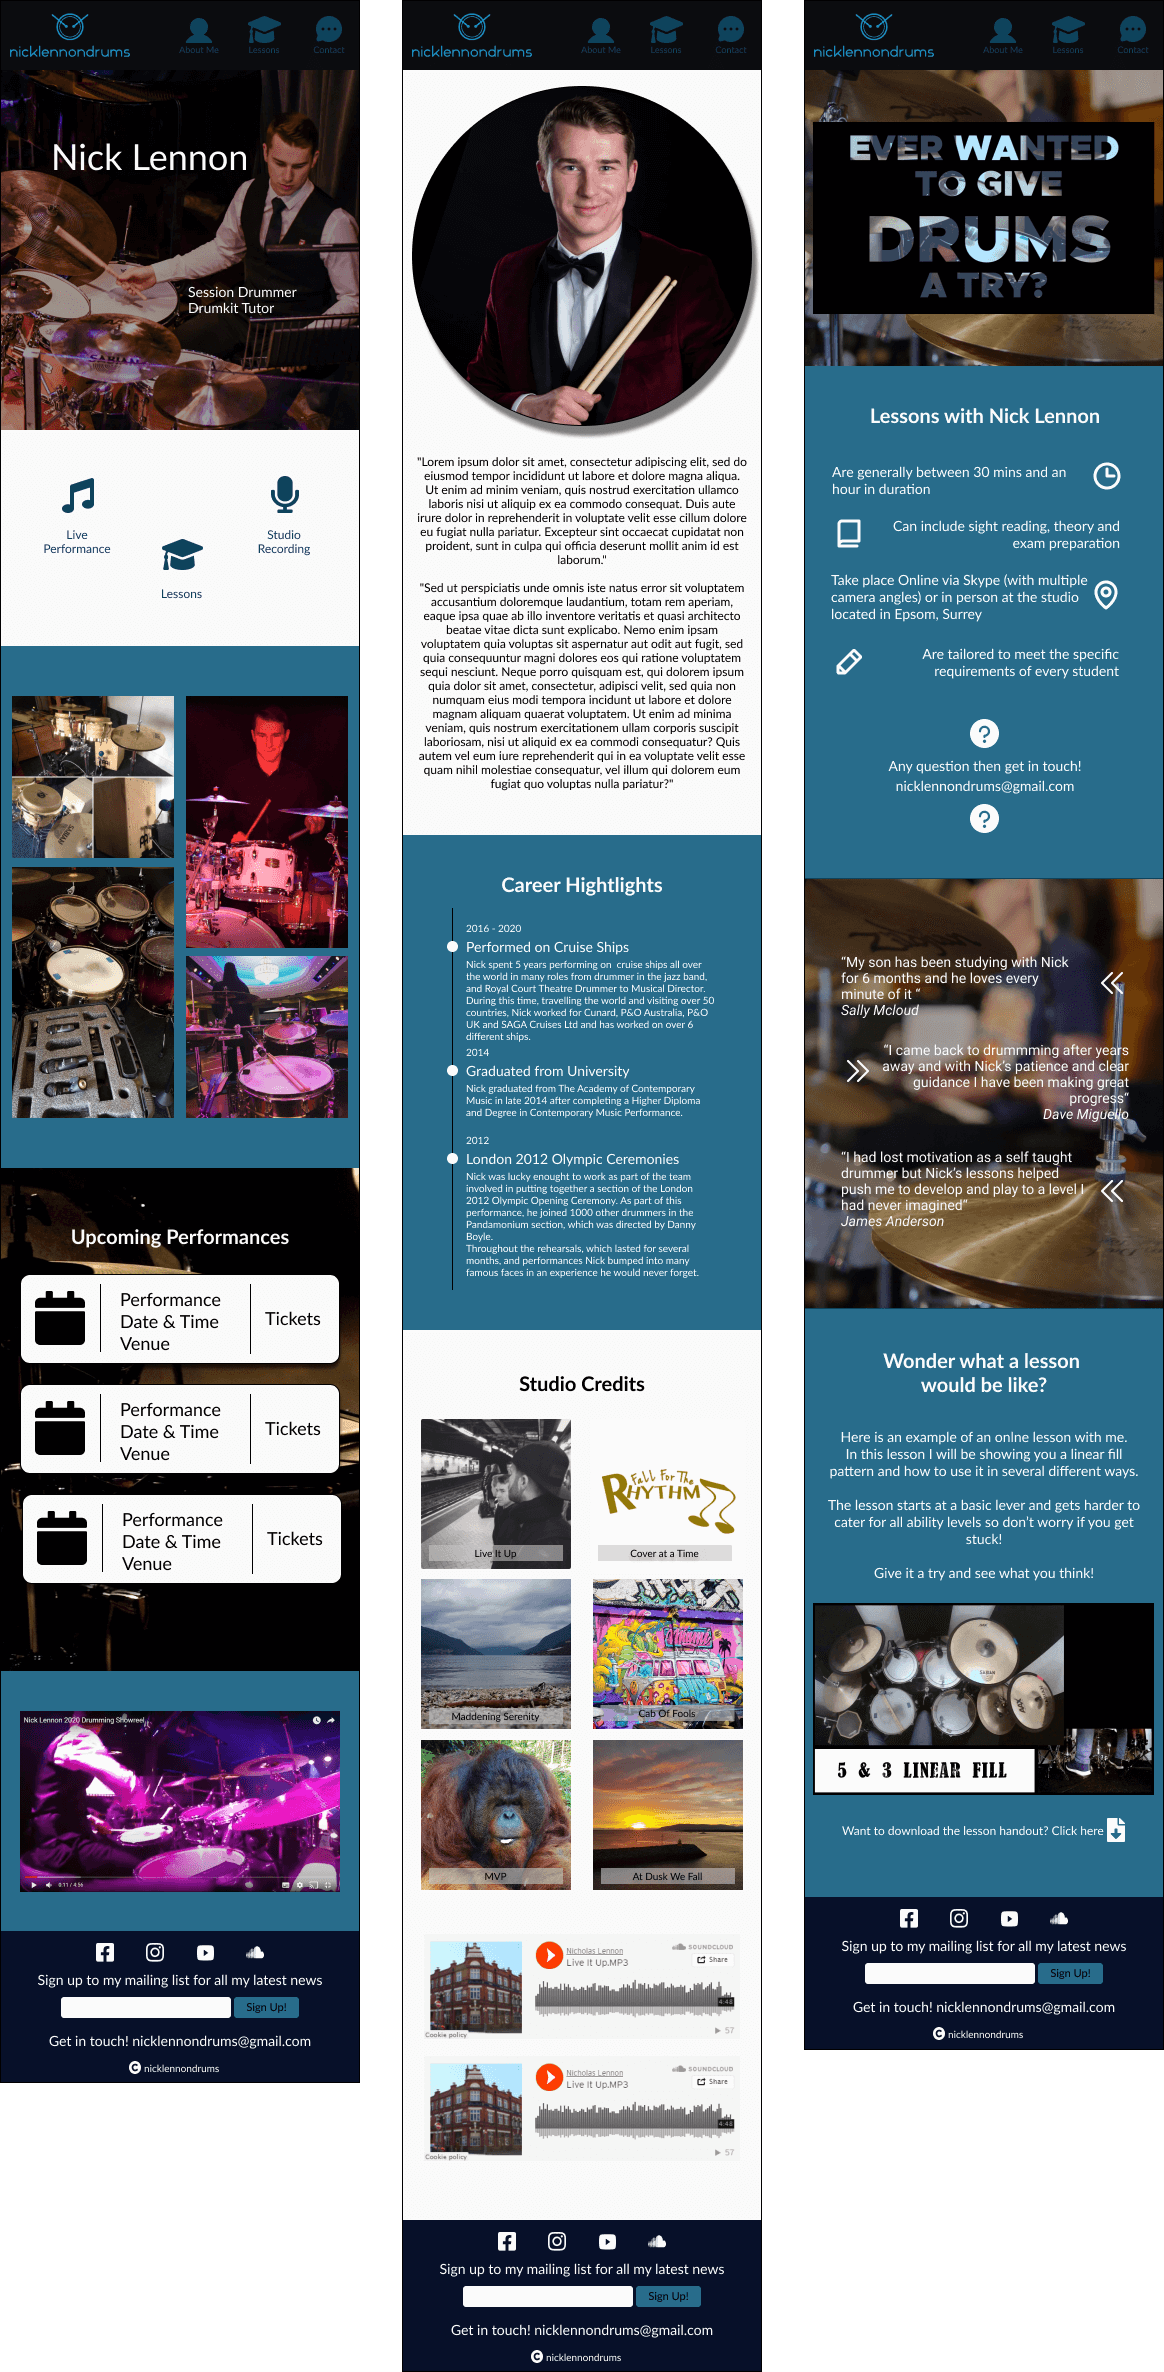 nicklennondrums
About Me
Lessons
Contact
Nick Lennon
Session Drummer
Drumkit Tutor
Live
Performance
Studio
Recording
Lessons
Upcoming Performances
Performance
Date & Time
Venue
Tickets
Performance
Date & Time
Venue
Tickets
Performance
Date & Time
Venue
Tickets
Nick Lennon 2020 Drumming Showreel
0:11 / 4:56
Sign up to my mailing list for all my latest news
Sign Up!
Get in touch! nicklennondrums@gmail.com
nicklennondrums
nicklennondrums
About Me
Lessons
Contact
"Lorem ipsum dolor sit amet, consectetur adipiscing elit, sed do
eiusmod tempor incididunt ut labore et dolore magna aliqua.
Ut enim ad minim veniam, quis nostrud exercitation ullamco
laboris nisi ut aliquip ex ea commodo consequat. Duis aute
irure dolor in reprehenderit in voluptate velit esse cillum dolore
eu fugiat nulla pariatur. Excepteur sint occaecat cupidatat non
proident, sunt in culpa qui officia deserunt mollit anim id est
laborum."
"Sed ut perspiciatis unde omnis iste natus error sit voluptatem
accusantium doloremque laudantium, totam rem aperiam,
eaque ipsa quae ab illo inventore veritatis et quasi architecto
beatae vitae dicta sunt explicabo. Nemo enim ipsam
voluptatem quia voluptas sit aspernatur aut odit aut fugit, sed
quia consequuntur magni dolores eos qui ratione voluptatem
sequi nesciunt. Neque porro quisquam est, qui dolorem ipsum
quia dolor sit amet, consectetur, adipisci velit, sed quia non
numquam eius modi tempora incidunt ut labore et dolore
magnam aliquam quaerat voluptatem. Ut enim ad minima
veniam, quis nostrum exercitationem ullam corporis suscipit
laboriosam, nisi ut aliquid ex ea commodi consequatur? Quis
autem vel eum iure reprehenderit qui in ea voluptate velit esse
quam nihil molestiae consequatur, vel illum qui dolorem eum
fugiat quo voluptas nulla pariatur?"
Career Hightlights
2016 - 2020
Performed on Cruise Ships
Nick spent 5 years performing on cruise ships all over
the world in many roles from drummer in the jazz band,
and Royal Court Theatre Drummer to Musical Director.
During this time, travelling the world and visiting over 50
countries, Nick worked for Cunard, P&O Australia, P&O
UK and SAGA Cruises Ltd and has worked on over 6
different ships.
2014
Graduated from University
Nick graduated from The Academy of Contemporary
Music in late 2014 after completing a Higher Diploma
and Degree in Contemporary Music Performance.
2012
London 2012 Olympic Ceremonies
Nick was lucky enought to work as part of the team
involved in putting together a section of the London
2012 Olympic Opening Ceremony. As part of this
performance, he joined 1000 other drummers in the
Pandamonium section, which was directed by Danny
Boyle.
Throughout the rehearsals, which lasted for several
months, and performances Nick bumped into many
famous faces in an experience he would never forget.
Studio Credits
Live It Up
Fall For The
Rhythm
Cover at a Time
Maddening Serenity
Cab Of Fools
MVP
At Dusk We Fall
Nicholas Lennon
Live It Up.MP3
SOUNDCLOUD
Share
4:48
Cookie policy
57
Nicholas Lennon
Live It Up.MP3
SOUNDCLOUD
Share
4:48
Cookie policy
57
Sign up to my mailing list for all my latest news
Sign Up!
Get in touch! nicklennondrums@gmail.com
nicklennondrums
nicklennondrums
About Me
Lessons
Contact
EVER WANTED
TO GIVE
DRUMS
A TRY?
Lessons with Nick Lennon
Are generally between 30 mins and an
hour in duration
Can include sight reading, theory and
exam preparation
Take place Online via Skype (with multiple
camera angles) or in person at the studio
located in Epsom, Surrey
Are tailored to meet the specific
requirements of every student
Any question then get in touch!
nicklennondrums@gmail.com
“My son has been studying with Nick
for 6 months and he loves every
minute of it “
Sally Mcloud
“I came back to drummming after years
away and with Nick’s patience and clear
guidance I have been making great
progress“
Dave Miguello
“I had lost motivation as a self taught
drummer but Nick’s lessons helped
push me to develop and play to a level I
had never imagined”
James Anderson
Wonder what a lesson
would be like?
Here is an example of an onlne lesson with me.
In this lesson I will be showing you a linear fill
pattern and how to use it in several different ways.
The lesson starts at a basic lever and gets harder to
cater for all ability levels so don’t worry if you get
stuck!
Give it a try and see what you think!
5 & 3 LINEAR FILL
Want to download the lesson handout? Click here
Sign up to my mailing list for all my latest news
Sign Up!
Get in touch! nicklennondrums@gmail.com
nicklennondrums